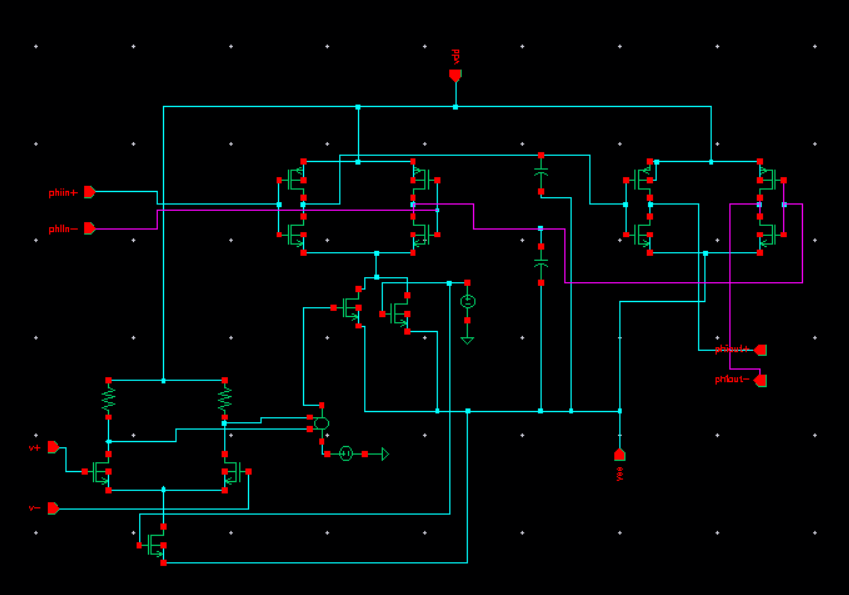 vdd
phiin+
phiin-
phiout+
phiout-
v+
v-
vss